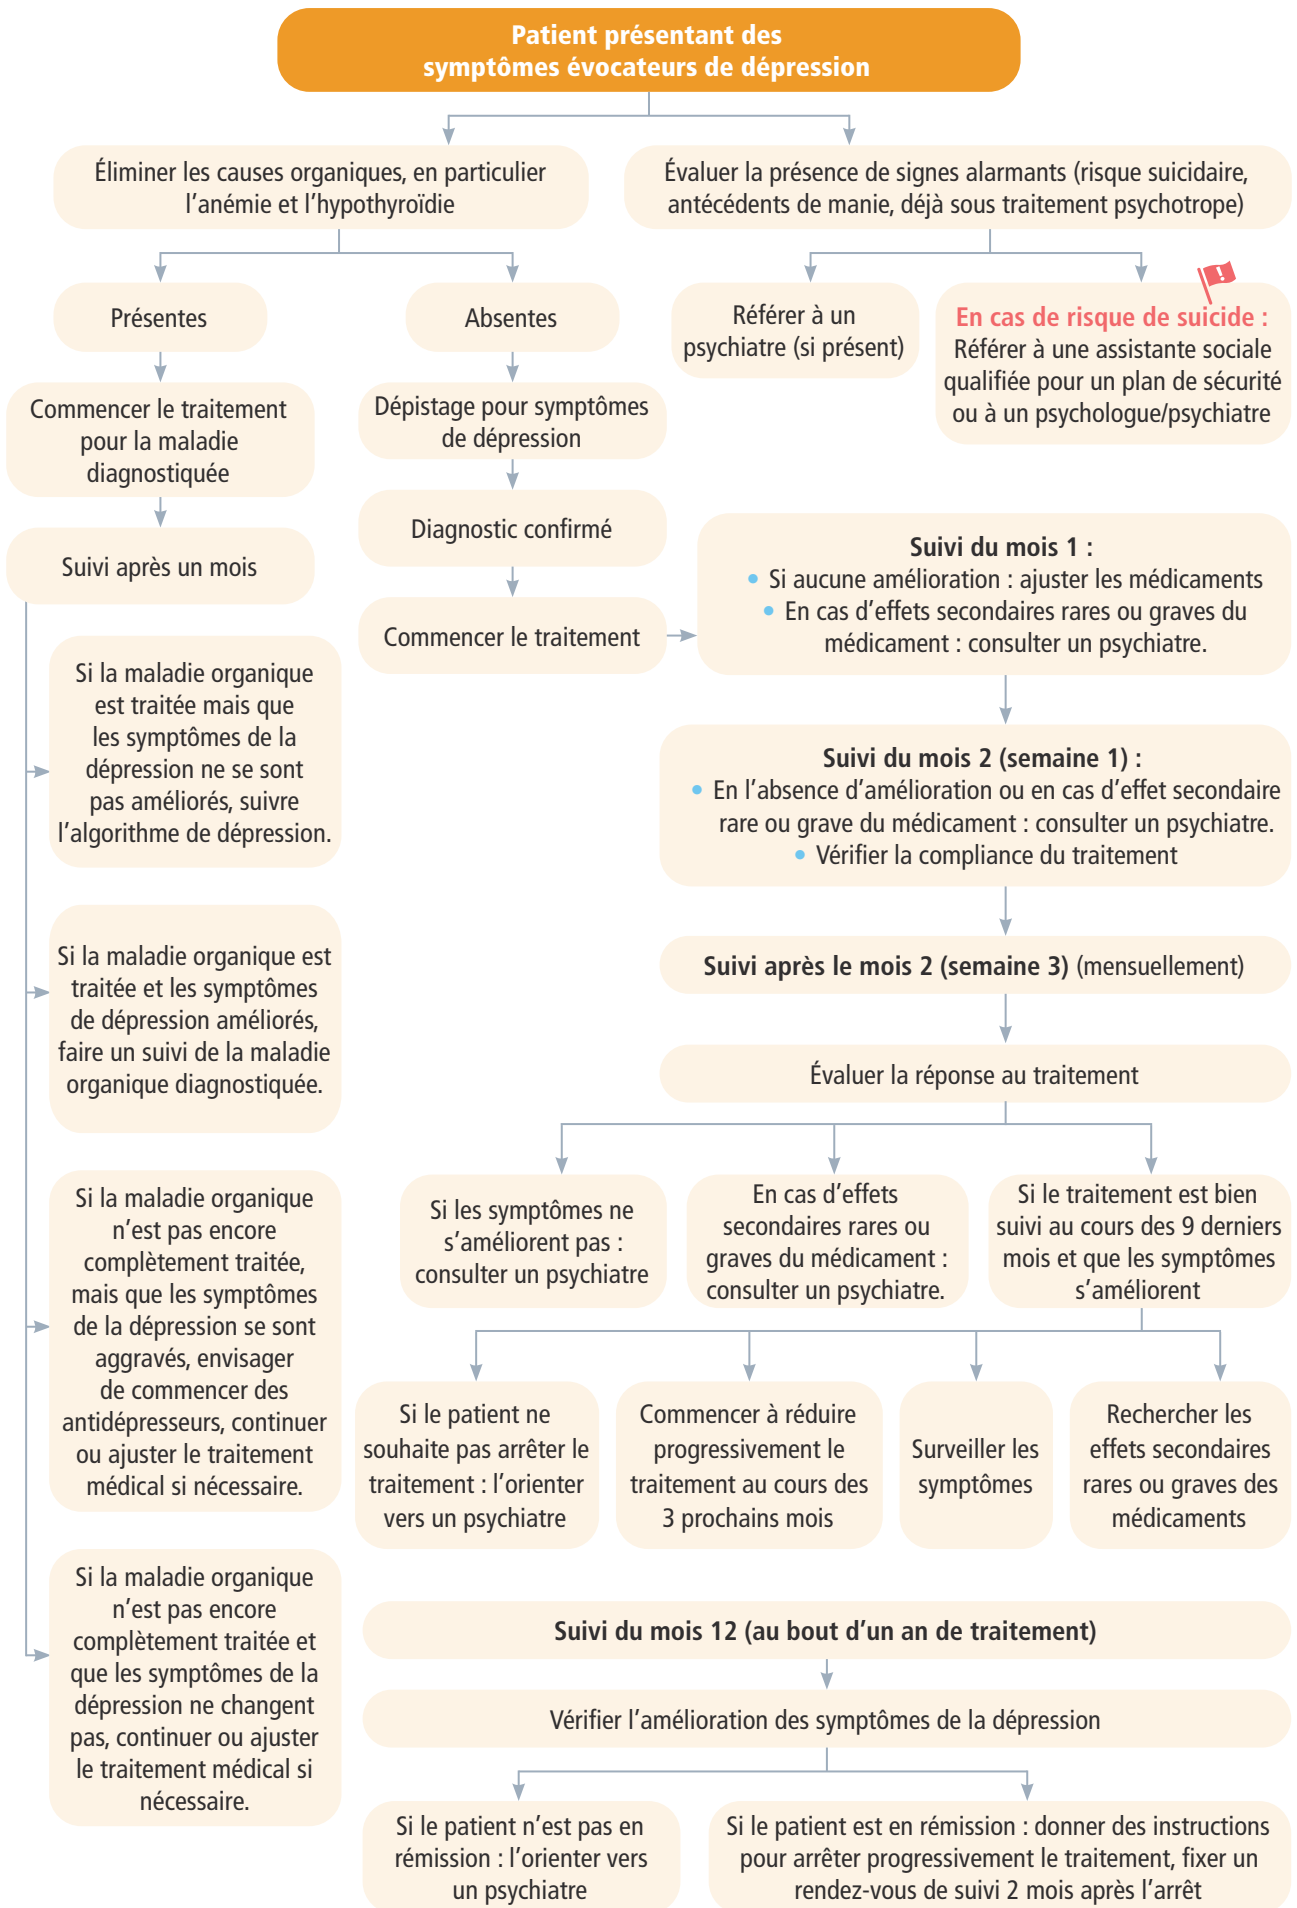 Patient présentant des
symptômes évocateurs de dépression
Éliminer les causes organiques, en particulier
l’anémie et l’hypothyroïdie
Évaluer la présence de signes alarmants (risque suicidaire,
antécédents de manie, déjà sous traitement psychotrope)
Présentes
Absentes
Référer à un
psychiatre (si présent)
En cas de risque de suicide :
Référer à une assistante sociale
qualifiée pour un plan de sécurité
ou à un psychologue/psychiatre
Commencer le traitement
pour la maladie
diagnostiquée
Dépistage pour symptômes
de dépression
Suivi après un mois
Diagnostic confirmé
Commencer le traitement
Suivi du mois 1 :
• Si aucune amélioration : ajuster les médicaments
• En cas d’effets secondaires rares ou graves du
médicament : consulter un psychiatre.
Si la maladie organique
est traitée mais que
les symptômes de la
dépression ne se sont
pas améliorés, suivre
l’algorithme de dépression.
Suivi du mois 2 (semaine 1) :
• En l’absence d’amélioration ou en cas d’effet secondaire
rare ou grave du médicament : consulter un psychiatre.
• Vérifier la compliance du traitement
Si la maladie organique est
traitée et les symptômes
de dépression améliorés,
faire un suivi de la maladie
organique diagnostiquée.
Suivi après le mois 2 (semaine 3) (mensuellement)
Évaluer la réponse au traitement
Si la maladie organique
n’est pas encore
complètement traitée,
mais que les symptômes
de la dépression se sont
aggravés, envisager
de commencer des
antidépresseurs, continuer
ou ajuster le traitement
médical si nécessaire.
Si les symptômes ne
s’améliorent pas :
consulter un psychiatre
En cas d’effets
secondaires rares ou
graves du médicament :
consulter un psychiatre.
Si le traitement est bien
suivi au cours des 9 derniers
mois et que les symptômes
s’améliorent
Si le patient ne
souhaite pas arrêter le
traitement : l’orienter
vers un psychiatre
Commencer à réduire
progressivement le
traitement au cours des
3 prochains mois
Surveiller les
symptômes
Rechercher les
effets secondaires
rares ou graves des
médicaments
Si la maladie organique
n’est pas encore
complètement traitée et
que les symptômes de la
dépression ne changent
pas, continuer ou ajuster
le traitement médical si
nécessaire.
Suivi du mois 12 (au bout d’un an de traitement)
Vérifier l’amélioration des symptômes de la dépression
Si le patient n’est pas en
rémission : l’orienter vers
un psychiatre
Si le patient est en rémission : donner des instructions
pour arrêter progressivement le traitement, fixer un
rendez-vous de suivi 2 mois après l’arrêt